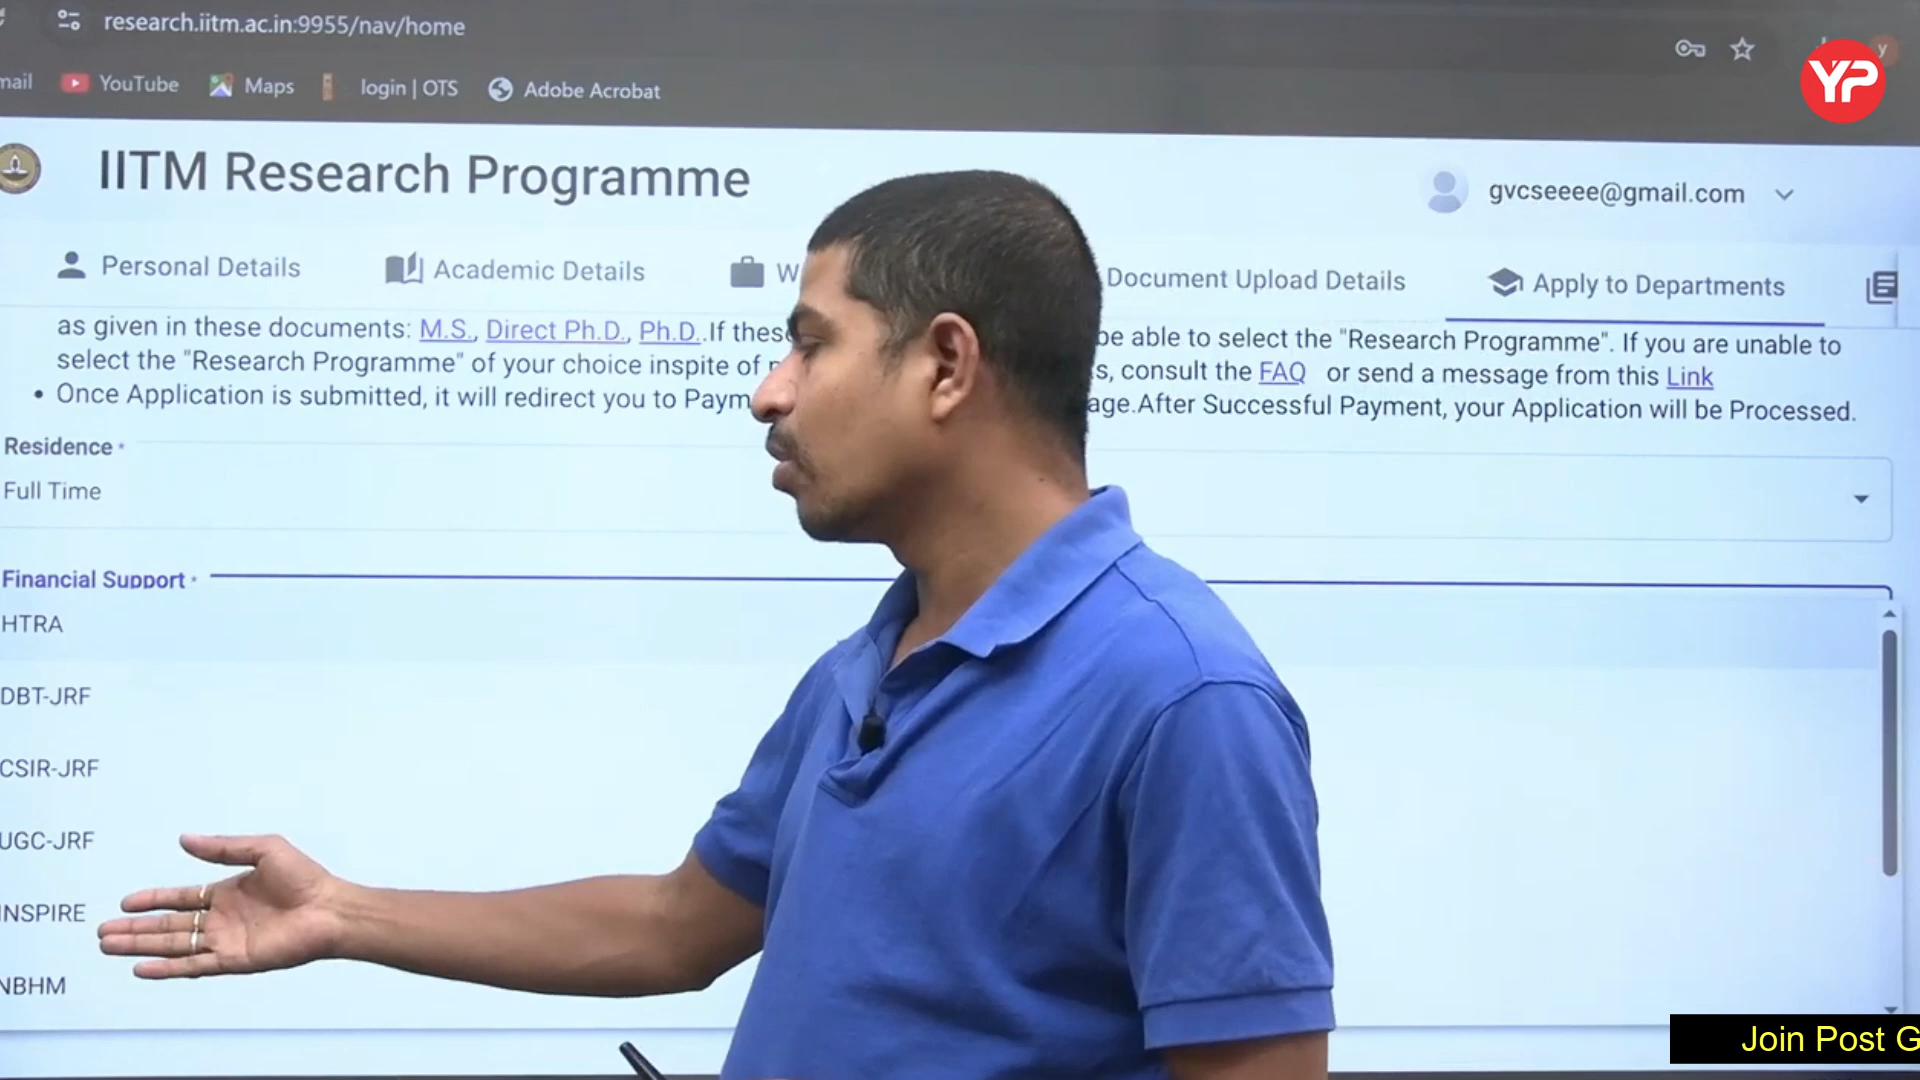 research.iitm.ac.in:9955/nav/home
mail YouTube Maps login | OTS Adobe Acrobat
y
YP
IITM Research Programme
gvcseeee@gmail.com
Personal Details Academic Details W Document Upload Details Apply to Departments
as given in these documents: M.S., Direct Ph.D., Ph.D..If these be able to select the "Research Programme". If you are unable to
select the "Research Programme" of your choice inspite of s, consult the FAQ or send a message from this Link
• Once Application is submitted, it will redirect you to Paym age.After Successful Payment, your Application will be Processed.
Residence *
Full Time
Financial Support *
HTRA
DBT-JRF
CSIR-JRF
UGC-JRF
INSPIRE
NBHM
Join Post G